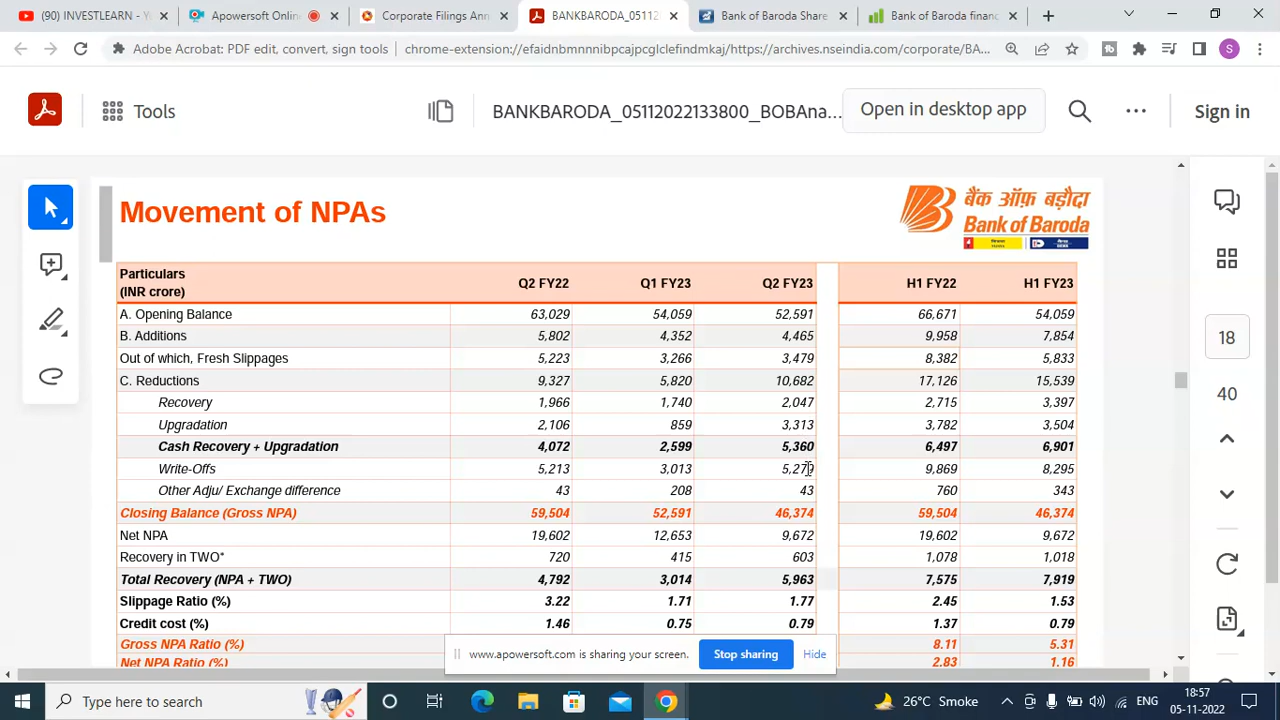 (90) INVESTLEARN - Y
Apowersoft Onlin
Corporate Filings Ann
BANKBARODA_05112
Bank of Baroda Share
Bank of Baroda financ
Adobe Acrobat: PDF edit, convert, sign tools
chrome-extension://efaidnbmnnnibpcajpcglclefindmkaj/https://archives.nseindia.com/corporate/BA...
S
Tools
BANKBARODA_05112022133800_BOBAna...
Open in desktop app
Sign in
Movement of NPAs
बैंक ऑफ़ बड़ौदा
Bank of Baroda
Particulars (INR crore) Q2 FY22 Q1 FY23 Q2 FY23 H1 FY22 H1 FY23
A. Opening Balance 63,029 54,059 52,591 66,671 54,059
B. Additions 5,802 4,352 4,465 9,958 7,854
Out of which, Fresh Slippages 5,223 3,266 3,479 8,382 5,833
C. Reductions 9,327 5,820 10,682 17,126 15,539
Recovery 1,966 1,740 2,047 2,715 3,397
Upgradation 2,106 859 3,313 3,782 3,504
Cash Recovery + Upgradation 4,072 2,599 5,360 6,497 6,901
Write-Offs 5,213 3,013 9,869 8,295
Other Adju/ Exchange difference 43 208 43 760 343
Closing Balance (Gross NPA) 59,504 52,591 46,374 59,504 46,374
Net NPA 19,602 12,653 9,672 19,602 9,672
Recovery in TWO* 720 415 603 1,078 1,018
Total Recovery (NPA + TWO) 4,792 3,014 5,963 7,575 7,919
Slippage Ratio (%) 3.22 1.71 1.77 2.45 1.53
Credit cost (%) 1.46 0.75 0.79 1.37 0.79
Gross NPA Ratio (%) 8.11 5.31
Net NPA Ratio (%) 2.83 1.16
18
40
www.apowersoft.com is sharing your screen.
Stop sharing
Hide
Type here to search
26°C Smoke
ENG
18:57
05-11-2022